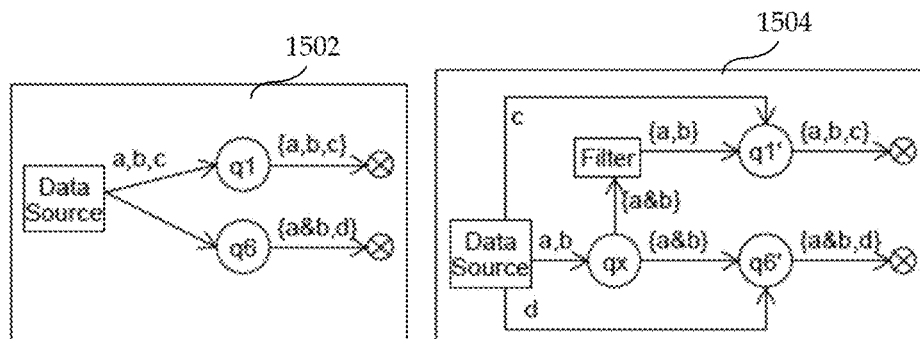 1502
a,b,c
q1
{a,b,c}
Data
Source
q6
{a&b,d}
1504
c
{a,b}
Filter
q1'
{a,b,c}
{a&b}
Data
Source
a,b
qx
{a&b}
q6'
{a&b,d}
d